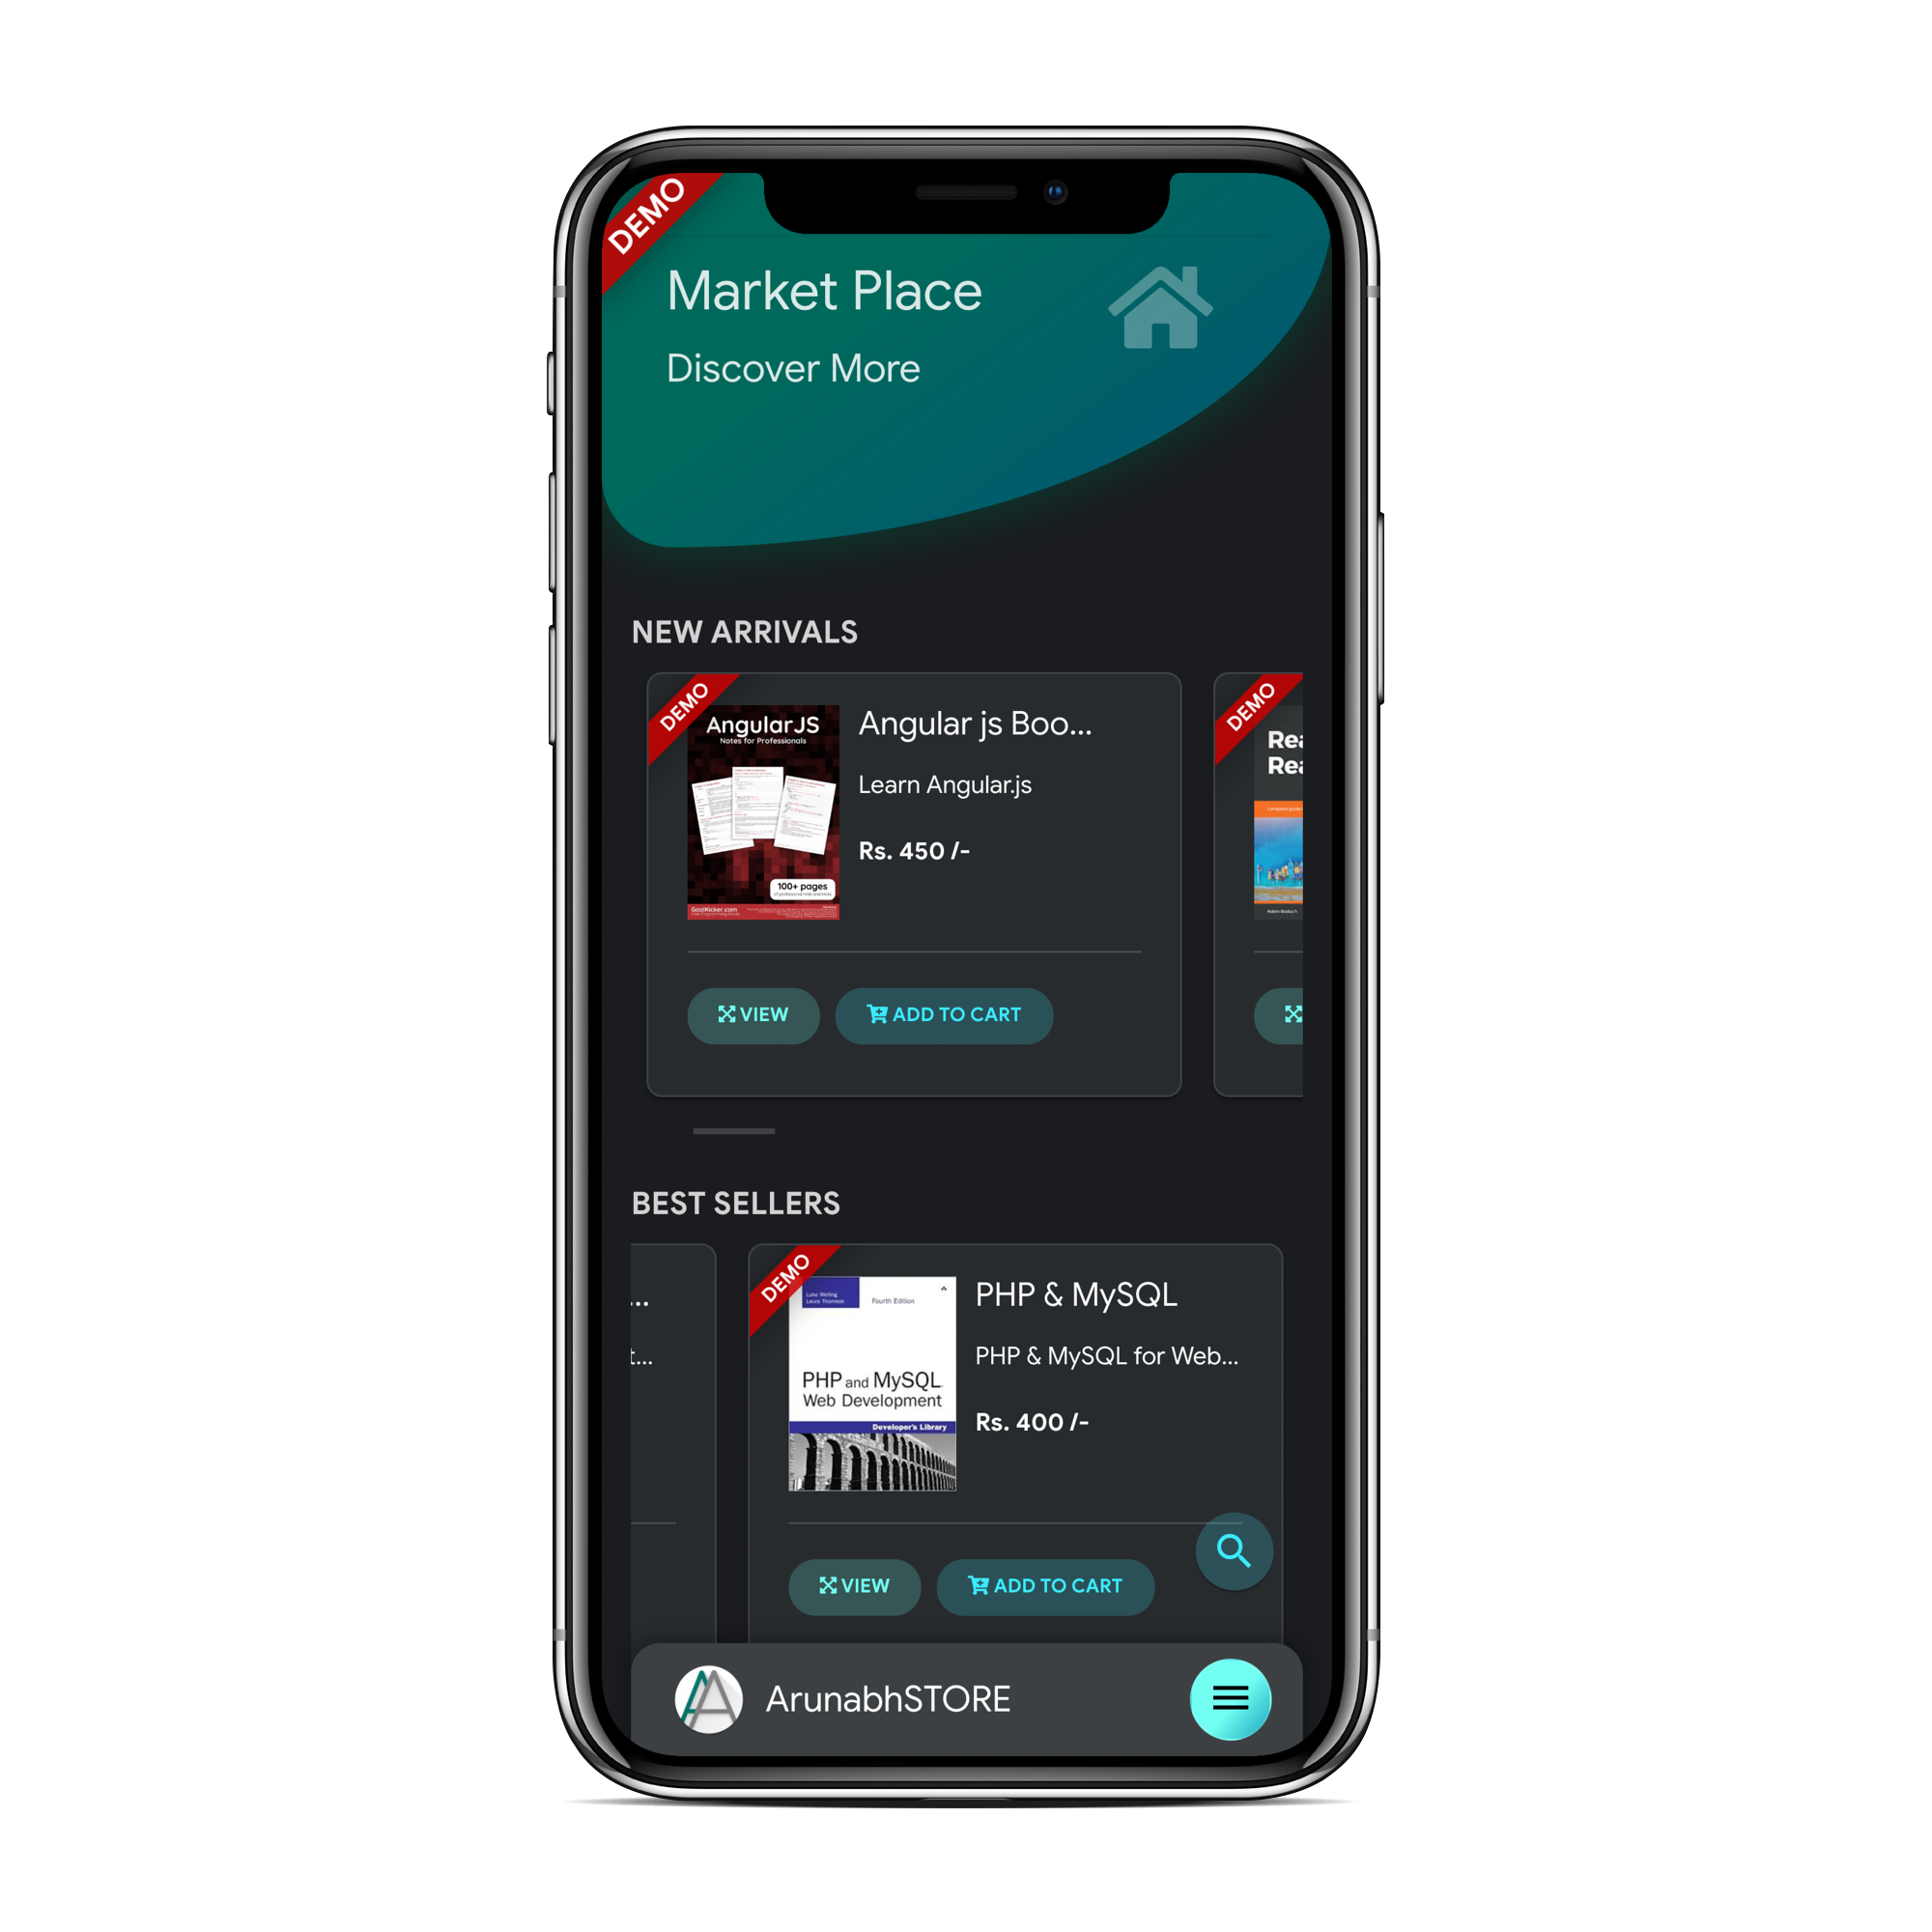 DEMO
Market Place
Discover More
NEW ARRIVALS
DEMO
AngularJS
Notes for Professionals
100+ pages
GoalKicker.com
Angular js Boo...
Learn Angular.js
Rs. 450 /-
VIEW
ADD TO CART
DEMO
Rea
Rea
BEST SELLERS
...
t...
DEMO
Luke Welling
Laura Thomson
Fourth Edition
PHP and MySQL
Web Development
Developer's Library
PHP & MySQL
PHP & MySQL for Web...
Rs. 400 /-
VIEW
ADD TO CART
ArunabhSTORE